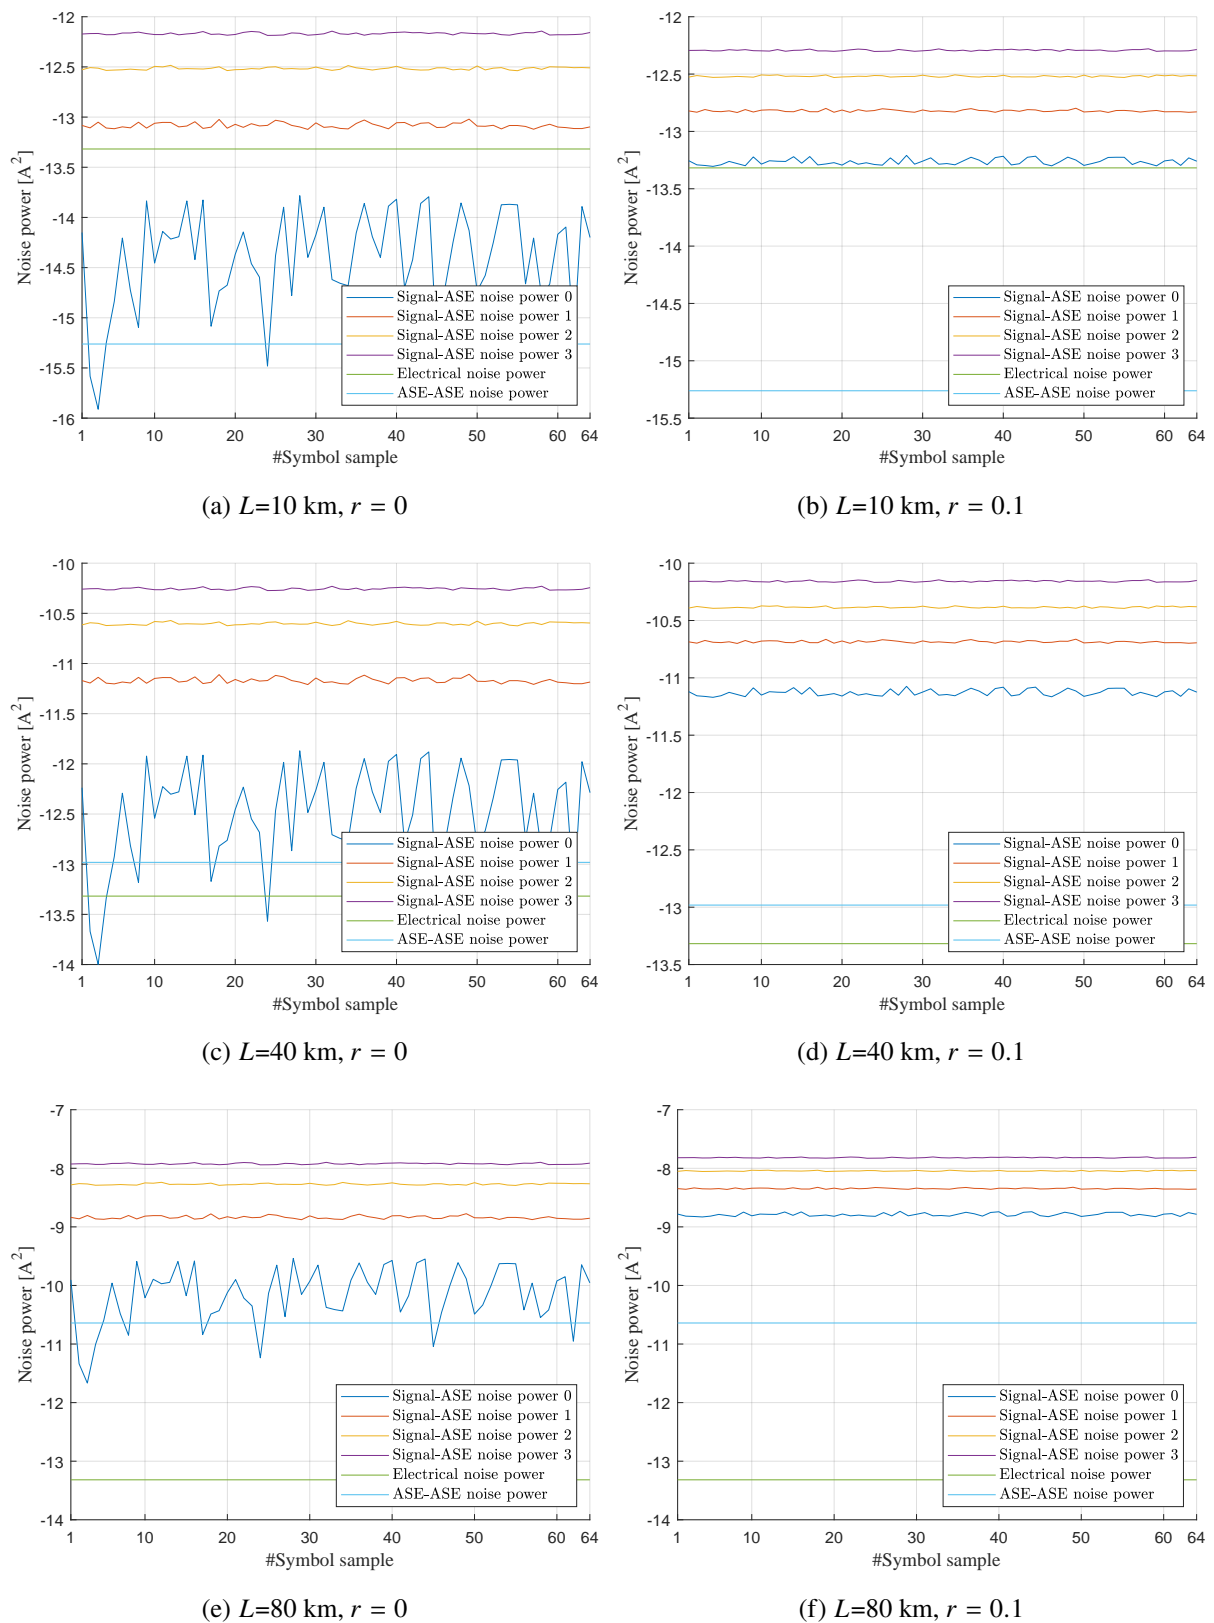 -12
-12.5
-13
-13.5
-14
-14.5
-15
-15.5
-16
Noise power [A²]
Signal-ASE noise power 0
Signal-ASE noise power 1
Signal-ASE noise power 2
Signal-ASE noise power 3
Electrical noise power
ASE-ASE noise power
1 10 20 30 40 50 60 64
#Symbol sample
(a) L=10 km, r = 0
-12
-12.5
-13
-13.5
-14
-14.5
-15
-15.5
Noise power [A²]
Signal-ASE noise power 0
Signal-ASE noise power 1
Signal-ASE noise power 2
Signal-ASE noise power 3
Electrical noise power
ASE-ASE noise power
1 10 20 30 40 50 60 64
#Symbol sample
(b) L=10 km, r = 0.1
-10
-10.5
-11
-11.5
-12
-12.5
-13
-13.5
-14
Noise power [A²]
Signal-ASE noise power 0
Signal-ASE noise power 1
Signal-ASE noise power 2
Signal-ASE noise power 3
Electrical noise power
ASE-ASE noise power
1 10 20 30 40 50 60 64
#Symbol sample
(c) L=40 km, r = 0
-10
-10.5
-11
-11.5
-12
-12.5
-13
-13.5
Noise power [A²]
Signal-ASE noise power 0
Signal-ASE noise power 1
Signal-ASE noise power 2
Signal-ASE noise power 3
Electrical noise power
ASE-ASE noise power
1 10 20 30 40 50 60 64
#Symbol sample
(d) L=40 km, r = 0.1
-7
-8
-9
-10
-11
-12
-13
-14
Noise power [A²]
Signal-ASE noise power 0
Signal-ASE noise power 1
Signal-ASE noise power 2
Signal-ASE noise power 3
Electrical noise power
ASE-ASE noise power
1 10 20 30 40 50 60 64
#Symbol sample
(e) L=80 km, r = 0
-7
-8
-9
-10
-11
-12
-13
-14
Noise power [A²]
Signal-ASE noise power 0
Signal-ASE noise power 1
Signal-ASE noise power 2
Signal-ASE noise power 3
Electrical noise power
ASE-ASE noise power
1 10 20 30 40 50 60 64
#Symbol sample
(f) L=80 km, r = 0.1